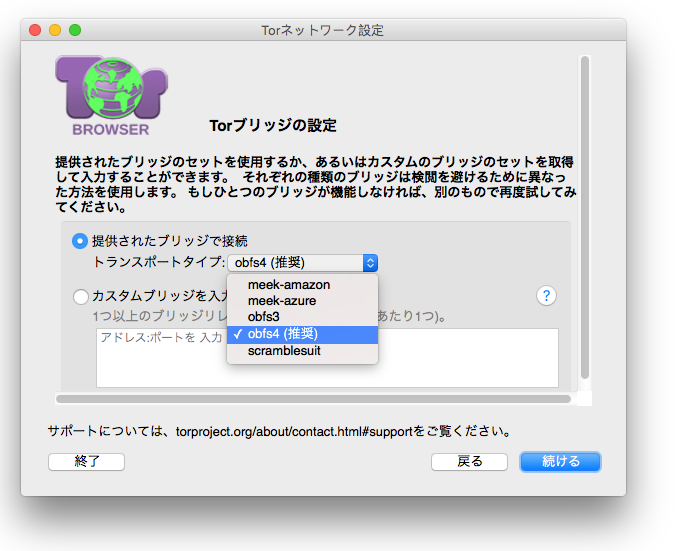 Torネットワーク設定
Tor
BROWSER
Torブリッジの設定
提供されたブリッジのセットを使用するか、あるいはカスタムのブリッジのセットを取得
して入力することができます。 それぞれの種類のブリッジは検閲を避けるために異なっ
た方法を使用します。 もしひとつのブリッジが機能しなければ、別のもので再度試してみ
てください。
提供されたブリッジで接続
トランスポートタイプ: obfs4 (推奨)
meek-amazon
meek-azure
obfs3
✓ obfs4 (推奨)
scramblesuit
カスタムブリッジを入
?
1つ以上のブリッジリレ
あたり1つ)。
アドレス:ポートを 入力
サポートについては、torproject.org/about/contact.html#supportをご覧ください。
終了
戻る
続ける